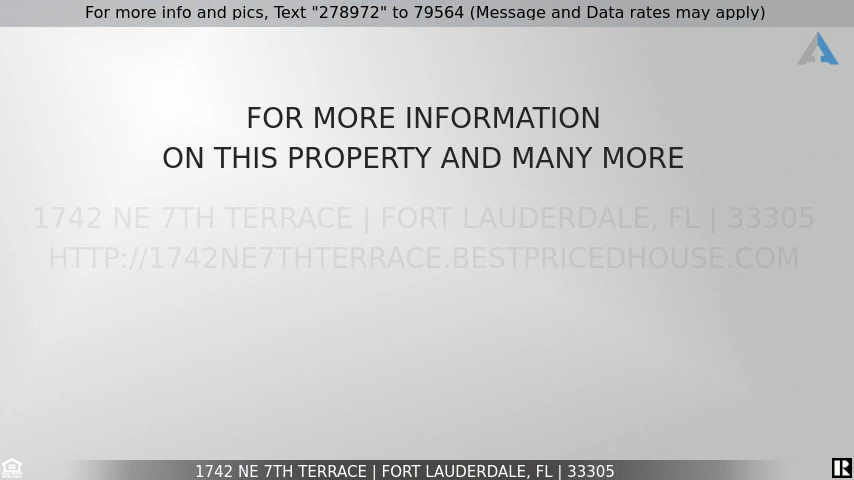 For more info and pics, Text "278972" to 79564 (Message and Data rates may apply)
FOR MORE INFORMATION
ON THIS PROPERTY AND MANY MORE
1742 NE 7TH TERRACE | FORT LAUDERDALE, FL | 33305
HTTP://1742NE7THTERRACE.BESTPRICEDHOUSE.COM
1742 NE 7TH TERRACE | FORT LAUDERDALE, FL | 33305